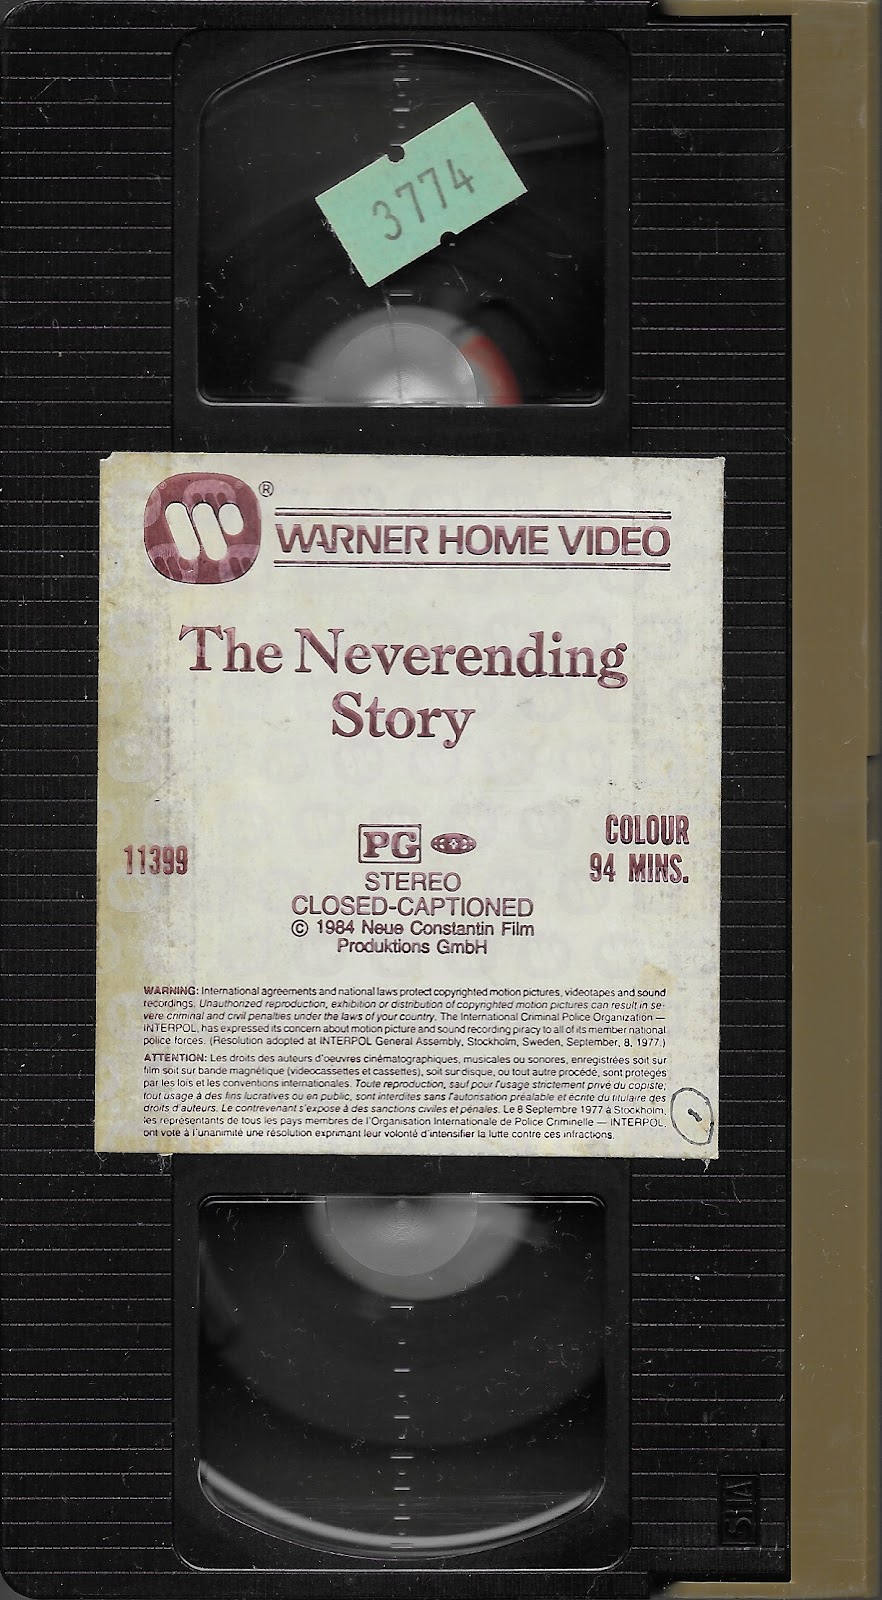 3774
®
WARNER HOME VIDEO
The Neverending
Story
11399
PG
COLOUR
94 MINS.
STEREO
CLOSED-CAPTIONED
© 1984 Neue Constantin Film
Produktions GmbH
WARNING: International agreements and national laws protect copyrighted motion pictures, videotapes and sound
recordings. Unauthorized reproduction, exhibition or distribution of copyrighted motion pictures can result in se-
vere criminal and civil penalties under the laws of your country. The International Criminal Police Organization —
INTERPOL, has expressed its concern about motion picture and sound recording piracy to all of its member national
police forces. (Resolution adopted at INTERPOL General Assembly, Stockholm, Sweden, September, 8, 1977.)
ATTENTION: Les droits des auteurs d'oeuvres cinématographiques, musicales ou sonores, enregistrées soit sur
film soit sur bande magnétique (videocassettes et cassettes), soit sur disque, ou tout autre procédé, sont protegés
par les lois et les conventions internationales. Toute reproduction, sauf pour l'usage strictement privé du copiste;
tout usage à des fins lucratives ou en public, sont interdites sans l'autorisation préalable et écrite du titulaire des
droits d'auteurs. Le contrevenant s'expose à des sanctions civiles et pénales. Le 8 Septembre 1977 à Stockholm,
les représentants de tous les pays membres de l'Organisation Internationale de Police Criminelle — INTERPOL,
ont voté à l'unanimité une résolution exprimant leur volonté d'intensifier la lutte contre ces infractions.
VHS